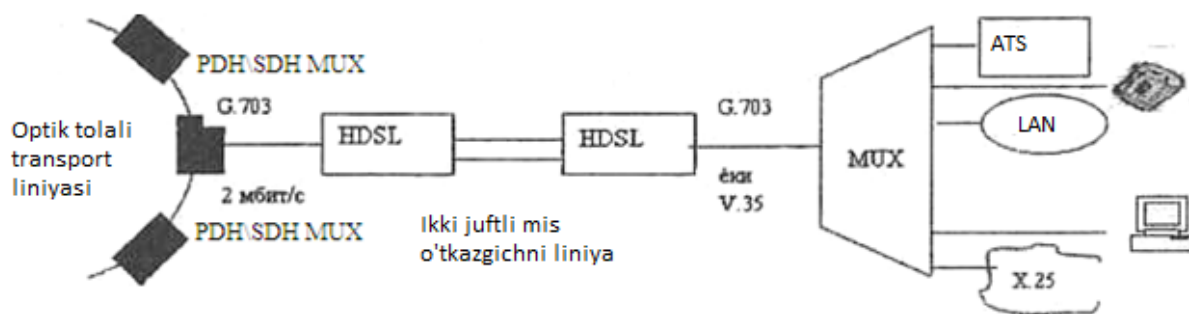 PDH\SDH MUX
G.703
Optik tolali
transport
liniyasi
HDSL
2 мбит/с
PDH\SDH MUX
Ikki juftli mis
o'tkazgichni liniya
HDSL
G.703
ёки
V.35
MUX
ATS
LAN
X.25